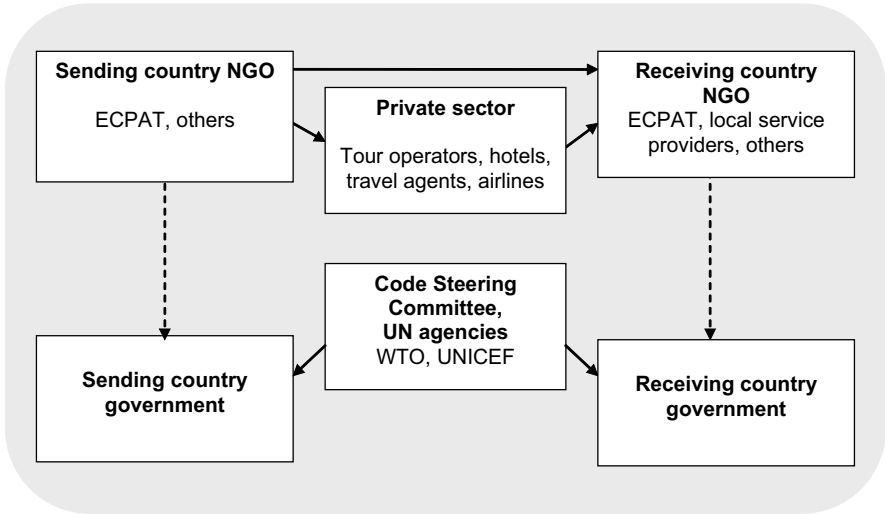 Sending country NGO
ECPAT, others
Private sector
Tour operators, hotels,
travel agents, airlines
Receiving country
NGO
ECPAT, local service
providers, others
Code Steering
Committee,
UN agencies
WTO, UNICEF
Sending country
government
Receiving country
government